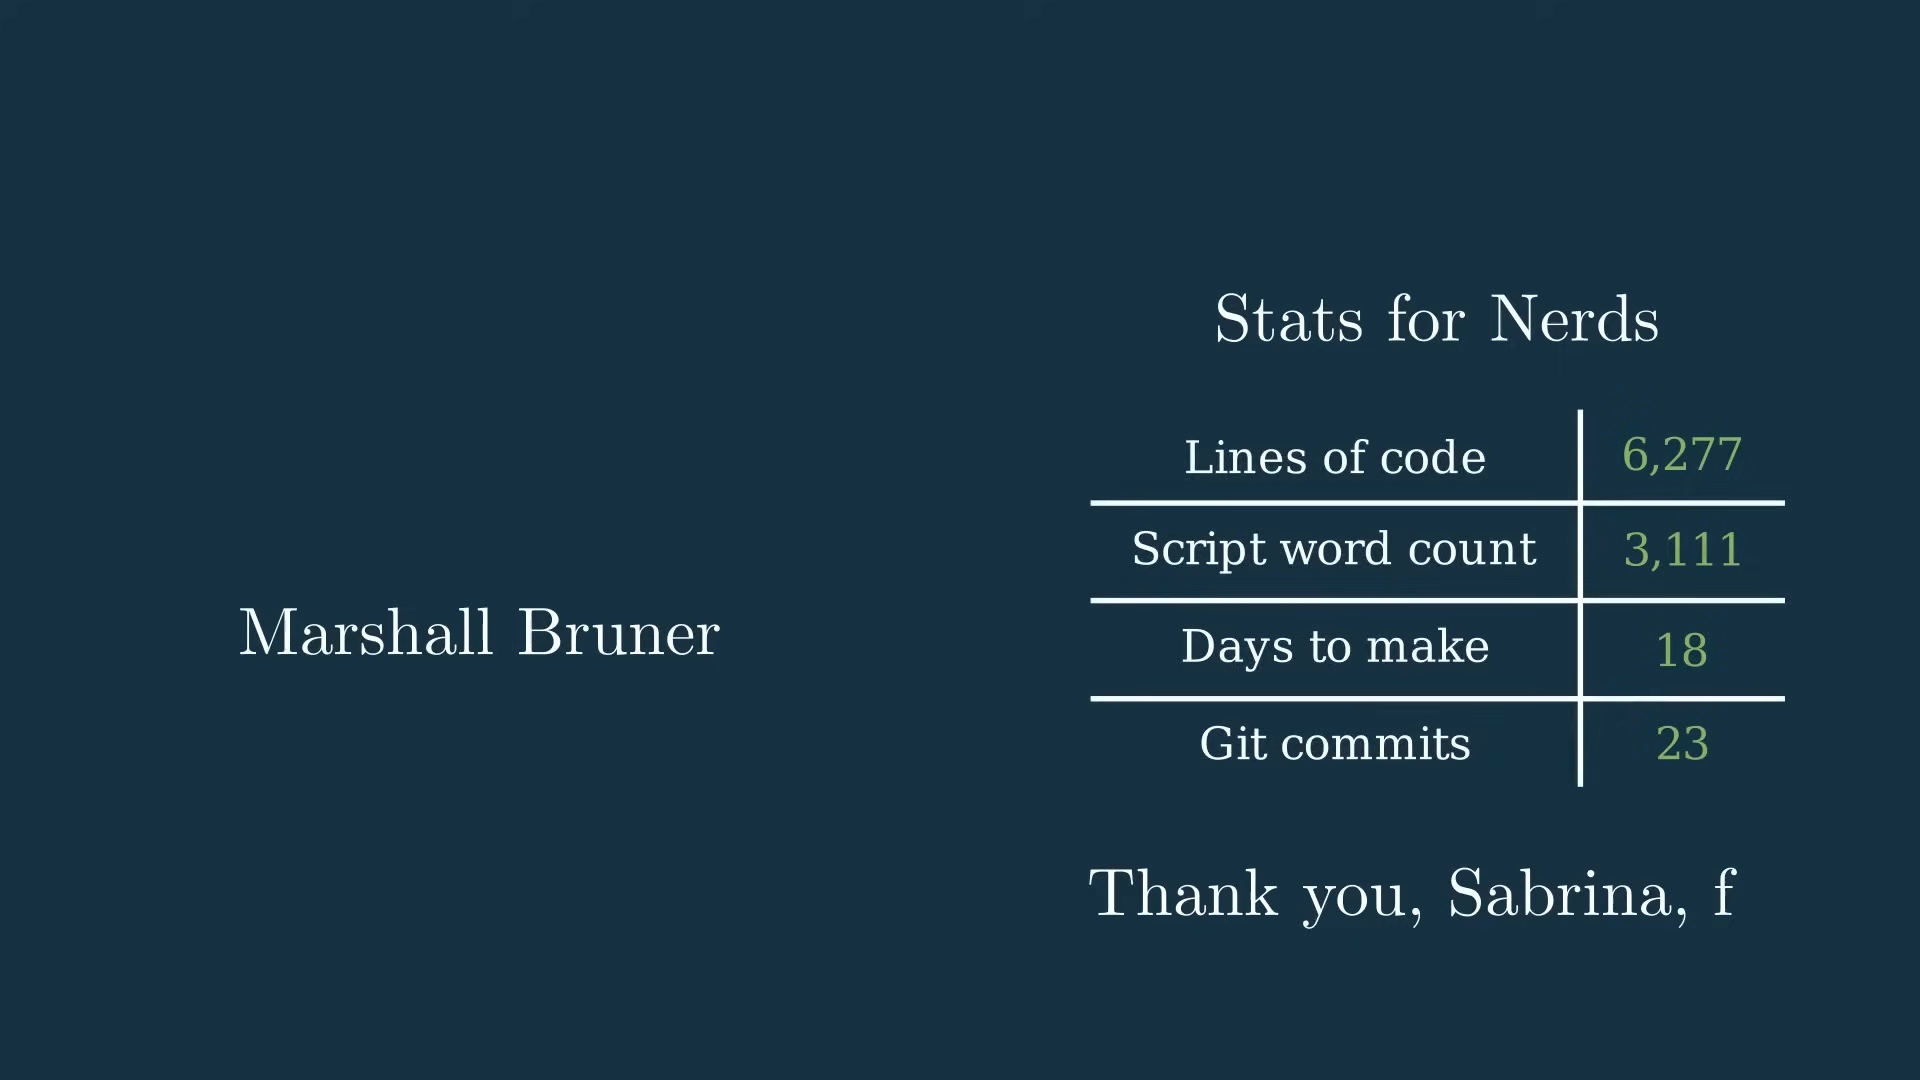 Marshall Bruner
Stats for Nerds
Lines of code 6,277
Script word count 3,111
Days to make 18
Git commits 23
Thank you, Sabrina, f